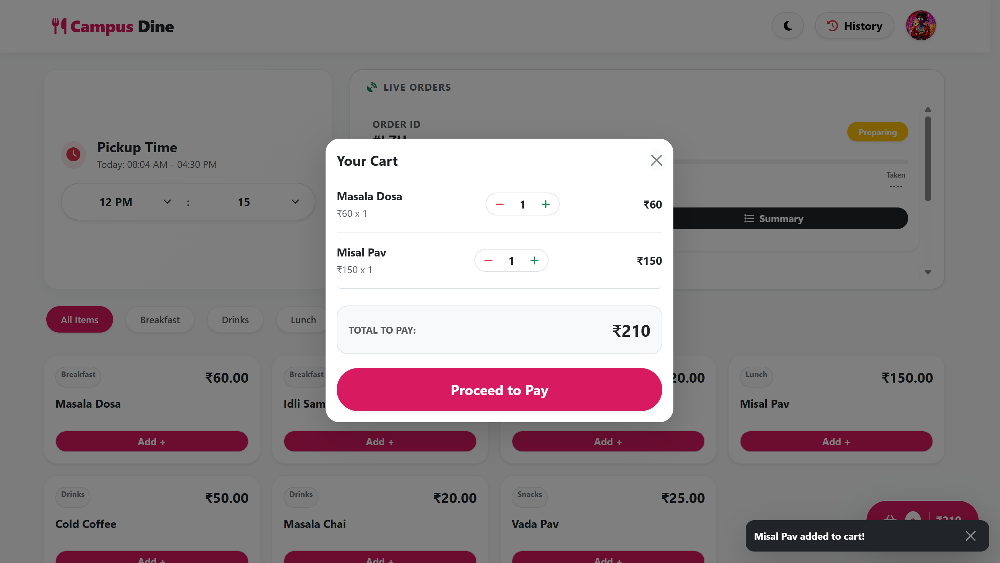 Campus Dine
History
Pickup Time
Today: 08:04 AM - 04:30 PM
12 PM : 15
LIVE ORDERS
ORDER ID
Preparing
Taken
--:--
Summary
Your Cart
Masala Dosa
₹60 x 1
1
₹60
Misal Pav
₹150 x 1
1
₹150
TOTAL TO PAY:
₹210
Proceed to Pay
All Items
Breakfast
Drinks
Lunch
Breakfast
₹60.00
Masala Dosa
Add +
Breakfast
Idli Sam
Add +
20.00
Add +
Lunch
₹150.00
Misal Pav
Add +
Drinks
₹50.00
Cold Coffee
Add +
Drinks
₹20.00
Masala Chai
Add +
Snacks
₹25.00
Vada Pav
Add +
₹210
Misal Pav added to cart!